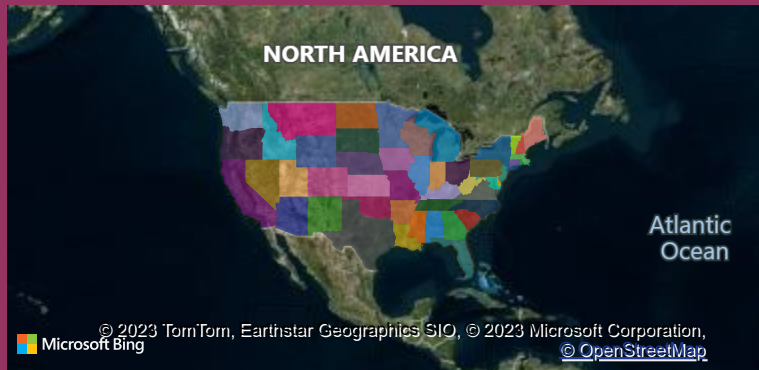 NORTH AMERICA
Atlantic
Ocean
© 2023 TomTom, Earthstar Geographics SIO, © 2023 Microsoft Corporation,
Microsoft Bing
© OpenStreetMap